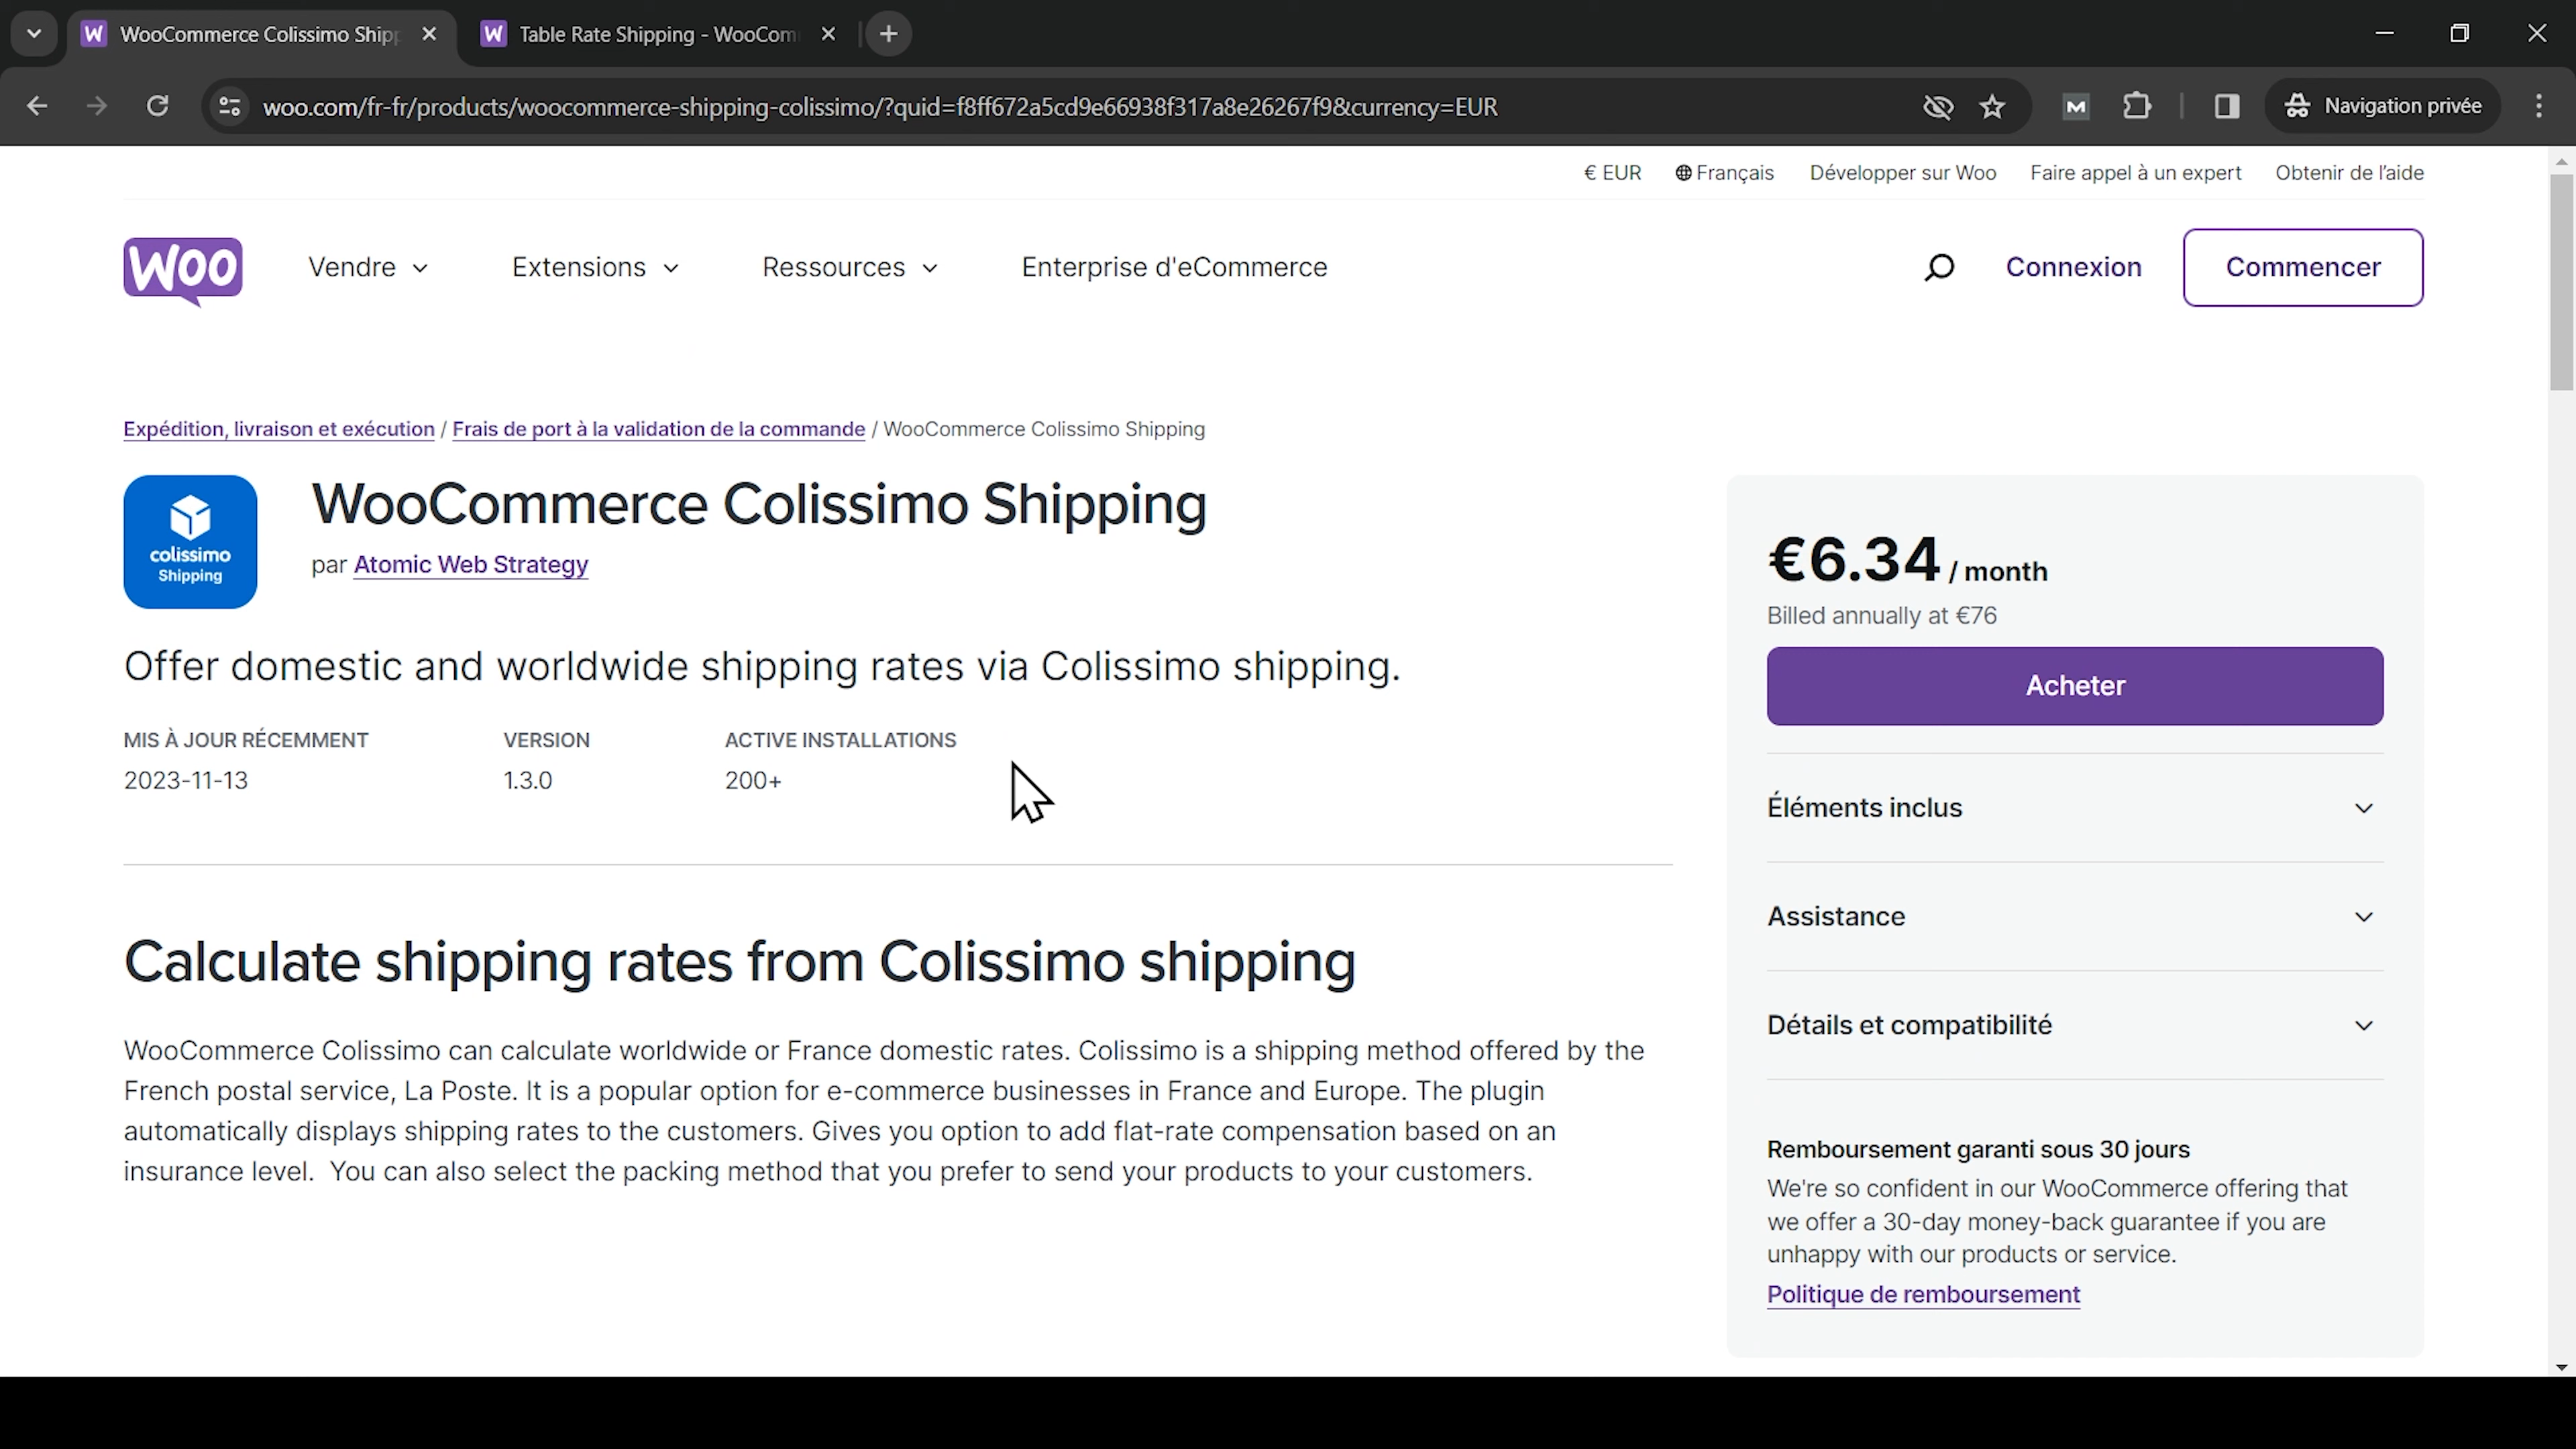 WooCommerce Colissimo Ship
Table Rate Shipping - WooCom
woo.com/fr-fr/products/woocommerce-shipping-colissimo/?quid=f8ff672a5cd9e66938f317a8e26267f9&currency=EUR
M
Navigation privée
€ EUR
Français
Développer sur Woo
Faire appel à un expert
Obtenir de l’aide
WOO
Vendre
Extensions
Ressources
Enterprise d'eCommerce
Connexion
Commencer
Expédition, livraison et exécution / Frais de port à la validation de la commande / WooCommerce Colissimo Shipping
colissimo
Shipping
WooCommerce Colissimo Shipping
par Atomic Web Strategy
Offer domestic and worldwide shipping rates via Colissimo shipping.
MIS À JOUR RÉCEMMENT
2023-11-13
VERSION
1.3.0
ACTIVE INSTALLATIONS
200+
Calculate shipping rates from Colissimo shipping
WooCommerce Colissimo can calculate worldwide or France domestic rates. Colissimo is a shipping method offered by the
French postal service, La Poste. It is a popular option for e-commerce businesses in France and Europe. The plugin
automatically displays shipping rates to the customers. Gives you option to add flat-rate compensation based on an
insurance level. You can also select the packing method that you prefer to send your products to your customers.
€6.34 / month
Billed annually at €76
Acheter
Éléments inclus
Assistance
Détails et compatibilité
Remboursement garanti sous 30 jours
We're so confident in our WooCommerce offering that
we offer a 30-day money-back guarantee if you are
unhappy with our products or service.
Politique de remboursement